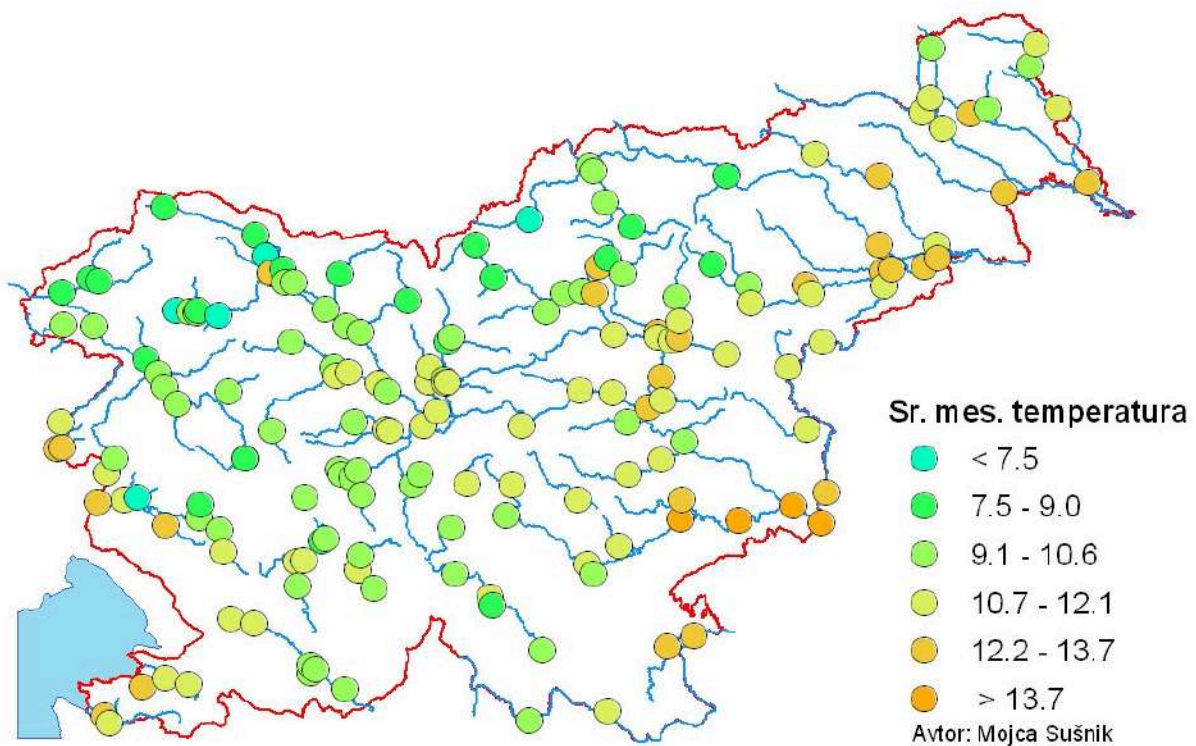 Sr. mes. temperatura
< 7.5
7.5 - 9.0
9.1 - 10.6
10.7 - 12.1
12.2 - 13.7
> 13.7
Avtor: Mojca Sušnik